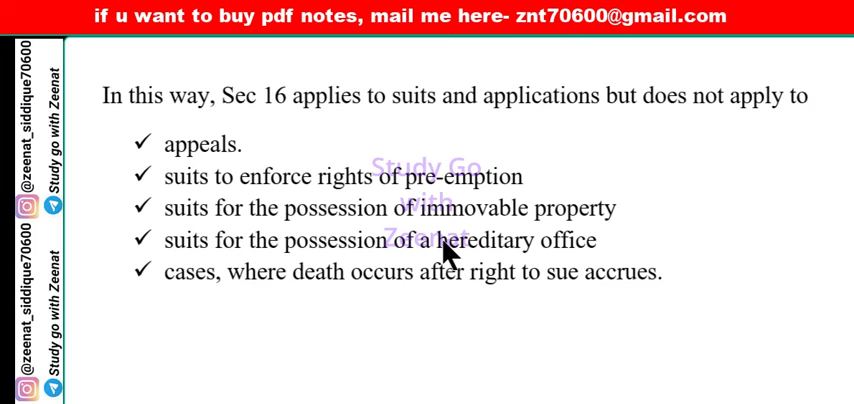 if u want to buy pdf notes, mail me here- znt70600@gmail.com
In this way, Sec 16 applies to suits and applications but does not apply to
✓ appeals.
✓ suits to enforce rights of pre-emption
✓ suits for the possession of immovable property
✓ suits for the possession of a hereditary office
✓ cases, where death occurs after right to sue accrues.
Study Go
with
Zeenat
@zeenat_siddique70600
Study go with Zeenat
@zeenat_siddique70600
Study go with Zeenat